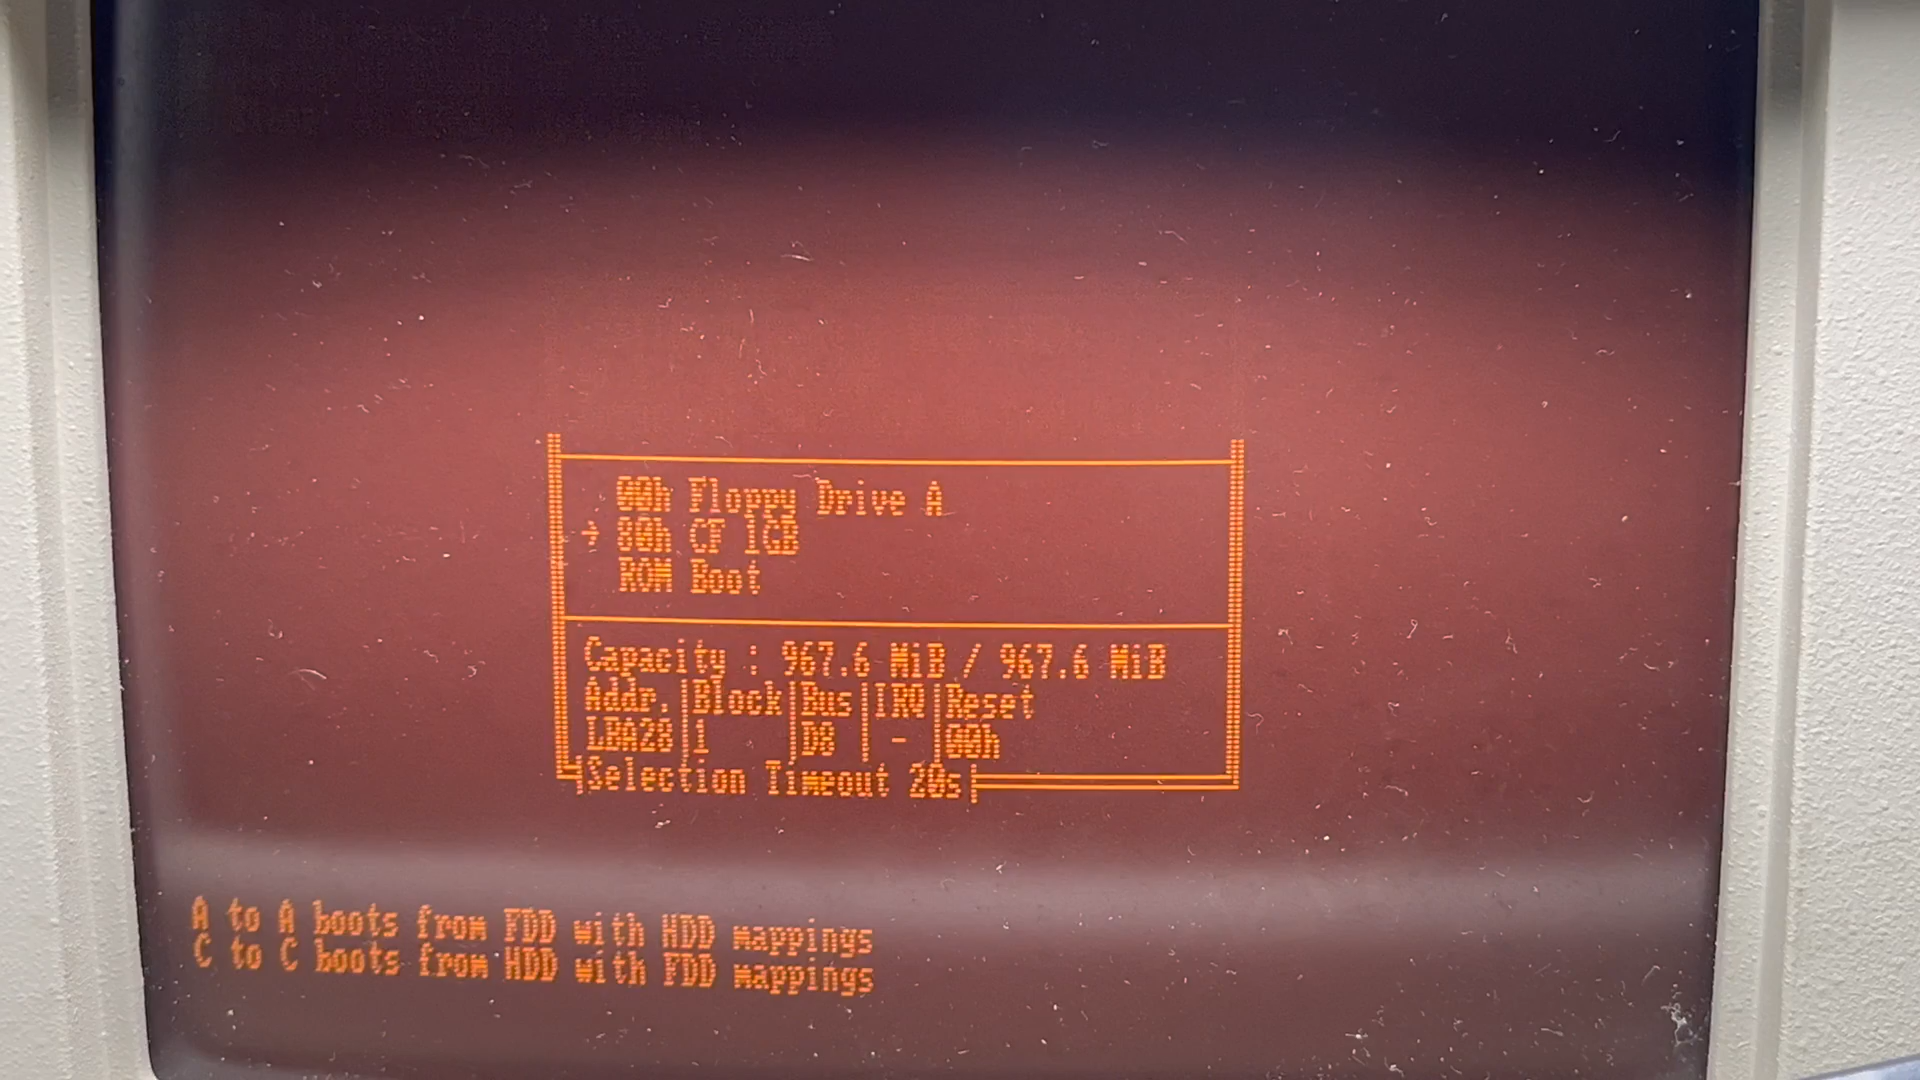 00h Floppy Drive A
→ 80h CF 1GB
ROM Boot
Capacity : 967.6 MiB / 967.6 MiB
Addr.|Block|Bus|IRQ|Reset
LBA28|1 |D8 | - |00h
Selection Timeout 20s
A to A boots from FDD with HDD mappings
C to C boots from HDD with FDD mappings